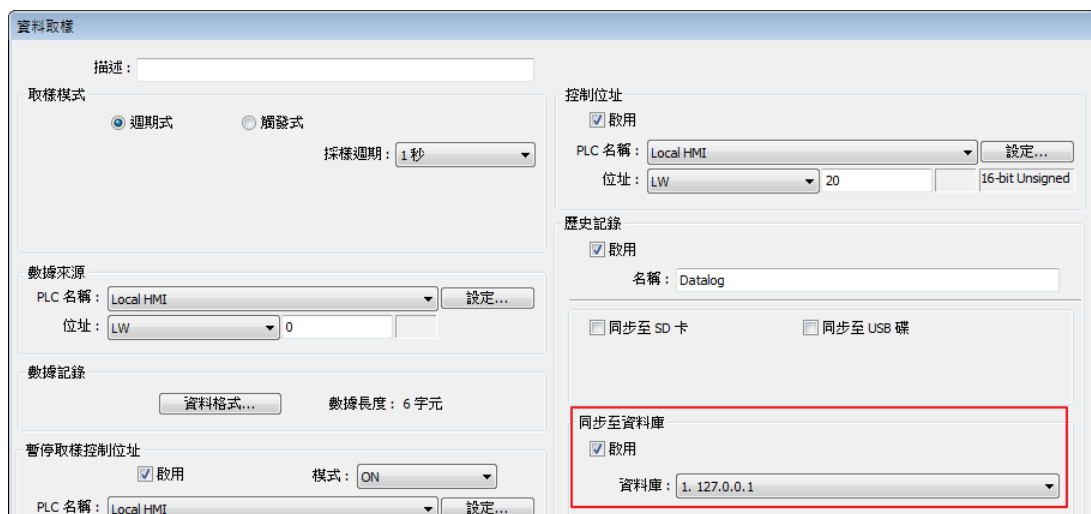 資料取樣
描述：
取樣模式
週期式 觸發式
採樣週期： 1 秒
數據來源
PLC 名稱： Local HMI 設定...
位址： LW 0
數據記錄
資料格式... 數據長度： 6 字元
暫停取樣控制位址
啟用 模式： ON
PLC 名稱： Local HMI 設定...
控制位址
啟用
PLC 名稱： Local HMI 設定...
位址： LW 20 16-bit Unsigned
歷史記錄
啟用
名稱： Datalog
同步至 SD 卡 同步至 USB 碟
同步至資料庫
啟用
資料庫： 1. 127.0.0.1